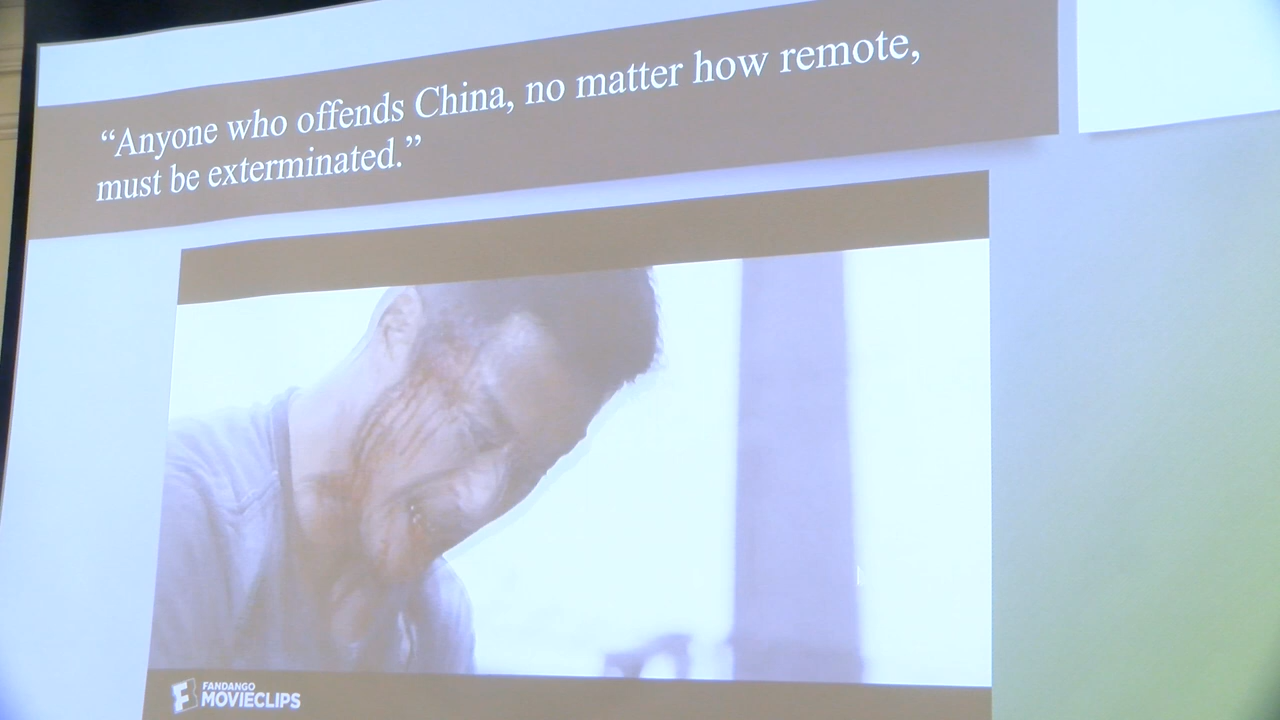 “Anyone who offends China, no matter how remote,
must be exterminated.”
FANDANGO
MOVIECLIPS